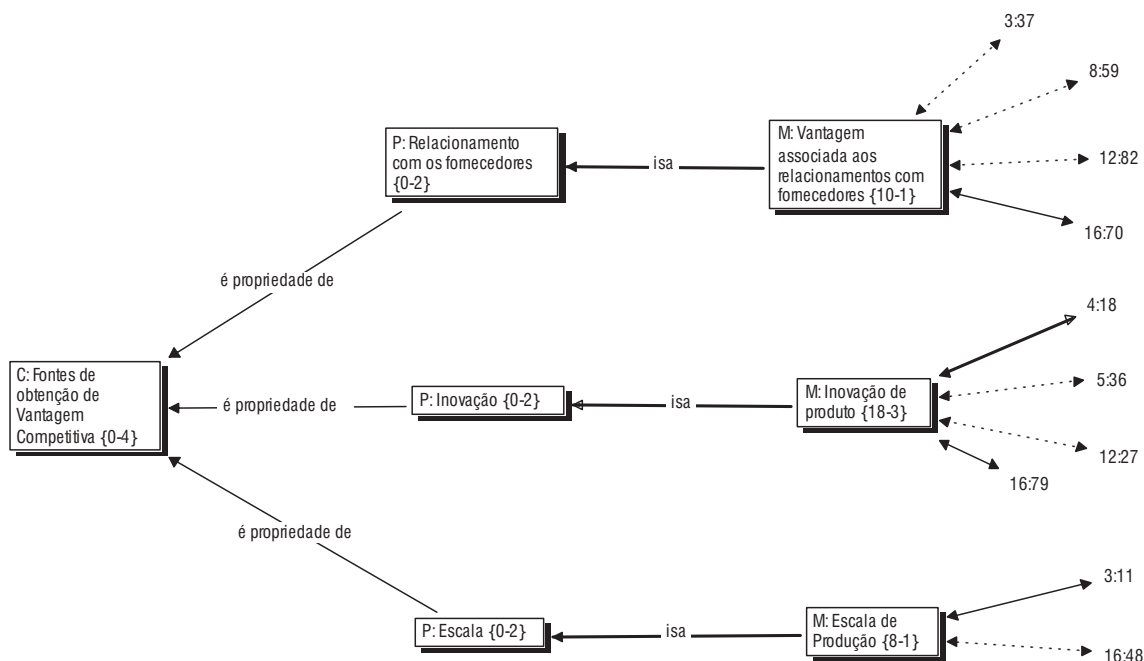 3:37
8:59
P: Relacionamento
com os fornecedores
{0-2}
isa
M: Vantagem
associada aos
relacionamentos com
fornecedores {10-1}
12:82
16:70
é propriedade de
4:18
C: Fontes de
obtenção de
Vantagem
Competitiva {0-4}
é propriedade de
P: Inovação {0-2}
isa
M: Inovação de
produto {18-3}
5:36
12:27
16:79
é propriedade de
3:11
P: Escala {0-2}
isa
M: Escala de
Produção {8-1}
16:48